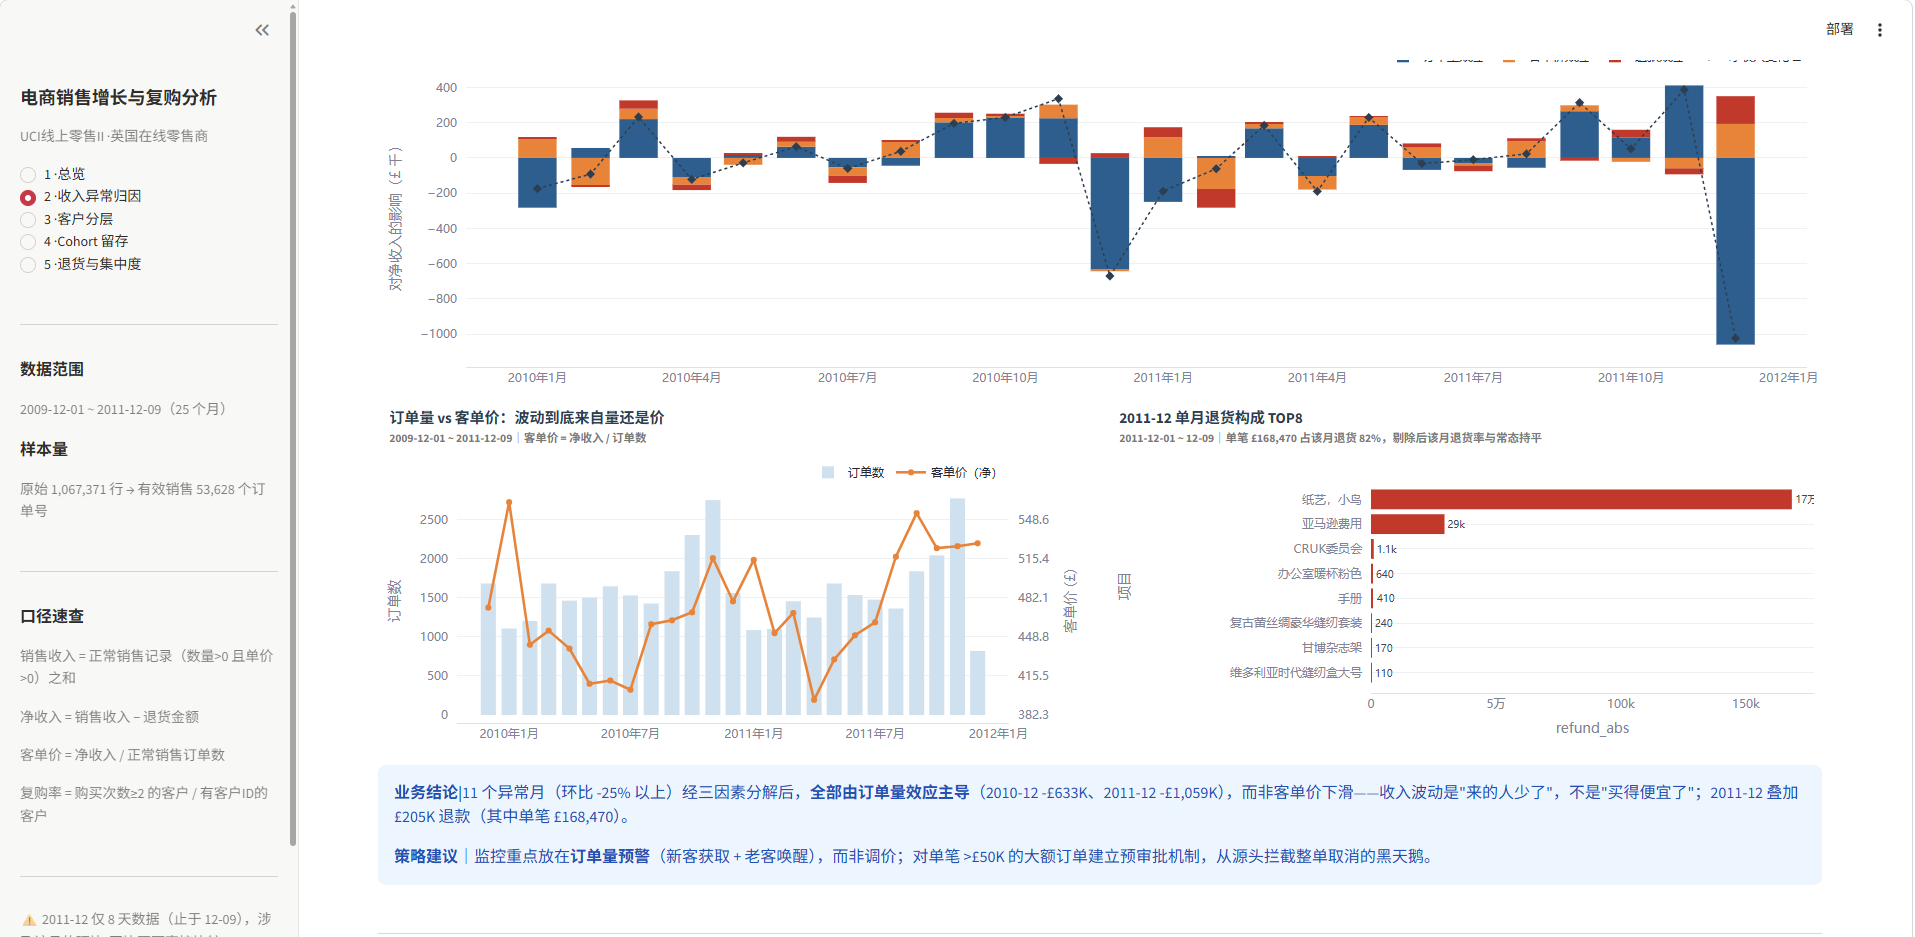 部署
电商销售增长与复购分析
UCI线上零售II ·英国在线零售商
1 ·总览
2 ·收入异常归因
3 ·客户分层
4 ·Cohort 留存
5 ·退货与集中度
数据范围
2009-12-01 ~ 2011-12-09（25 个月）
样本量
原始 1,067,371 行 → 有效销售 53,628 个订
单号
口径速查
销售收入 = 正常销售记录（数量>0 且单价
>0）之和
净收入 = 销售收入 − 退货金额
客单价 = 净收入 / 正常销售订单数
复购率 = 购买次数≥2 的客户 / 有客户ID的
客户
⚠️ 2011-12 仅 8 天数据（止于 12-09），涉
对净收入的影响（£ 千）
400
200
0
−200
−400
−600
−800
−1000
2010年1月 2010年4月 2010年7月 2010年10月 2011年1月 2011年4月 2011年7月 2011年10月 2012年1月
订单量 vs 客单价：波动到底来自量还是价
2009-12-01 ~ 2011-12-09｜客单价 = 净收入 / 订单数
订单数 客单价（净）
订单数
2500
2000
1500
1000
500
0
548.6
515.4
482.1
448.8
415.5
382.3
客单价（£）
2010年1月 2010年7月 2011年1月 2011年7月 2012年1月
2011-12 单月退货构成 TOP8
2011-12-01 ~ 12-09｜单笔 £168,470 占该月退货 82%，剔除后该月退货率与常态持平
项目
纸艺，小鸟 17万
亚马逊费用 29k
CRUK委员会 1.1k
办公室暖杯粉色 640
手册 410
复古蕾丝绸豪华缝纫套装 240
甘博杂志架 170
维多利亚时代缝纫盒大号 110
0 5万 100k 150k
refund_abs
业务结论|11 个异常月（环比 -25% 以上）经三因素分解后，全部由订单量效应主导（2010-12 -£633K、2011-12 -£1,059K），而非客单价下滑——收入波动是"来的人少了"，不是"买得便宜了"；2011-12 叠加
£205K 退款（其中单笔 £168,470）。
策略建议｜监控重点放在订单量预警（新客获取 + 老客唤醒），而非调价；对单笔 >£50K 的大额订单建立预审批机制，从源头拦截整单取消的黑天鹅。